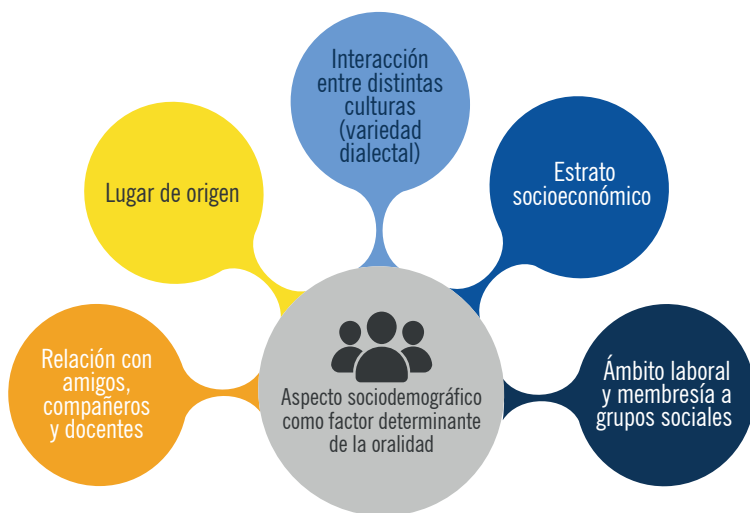 Interacción
entre distintas
culturas
(variedad
dialectal)
Lugar de origen
Estrato
socioeconómico
Relación con
amigos,
compañeros
y docentes
Aspecto sociodemográfico
como factor determinante
de la oralidad
Ámbito laboral
y membresía a
grupos sociales